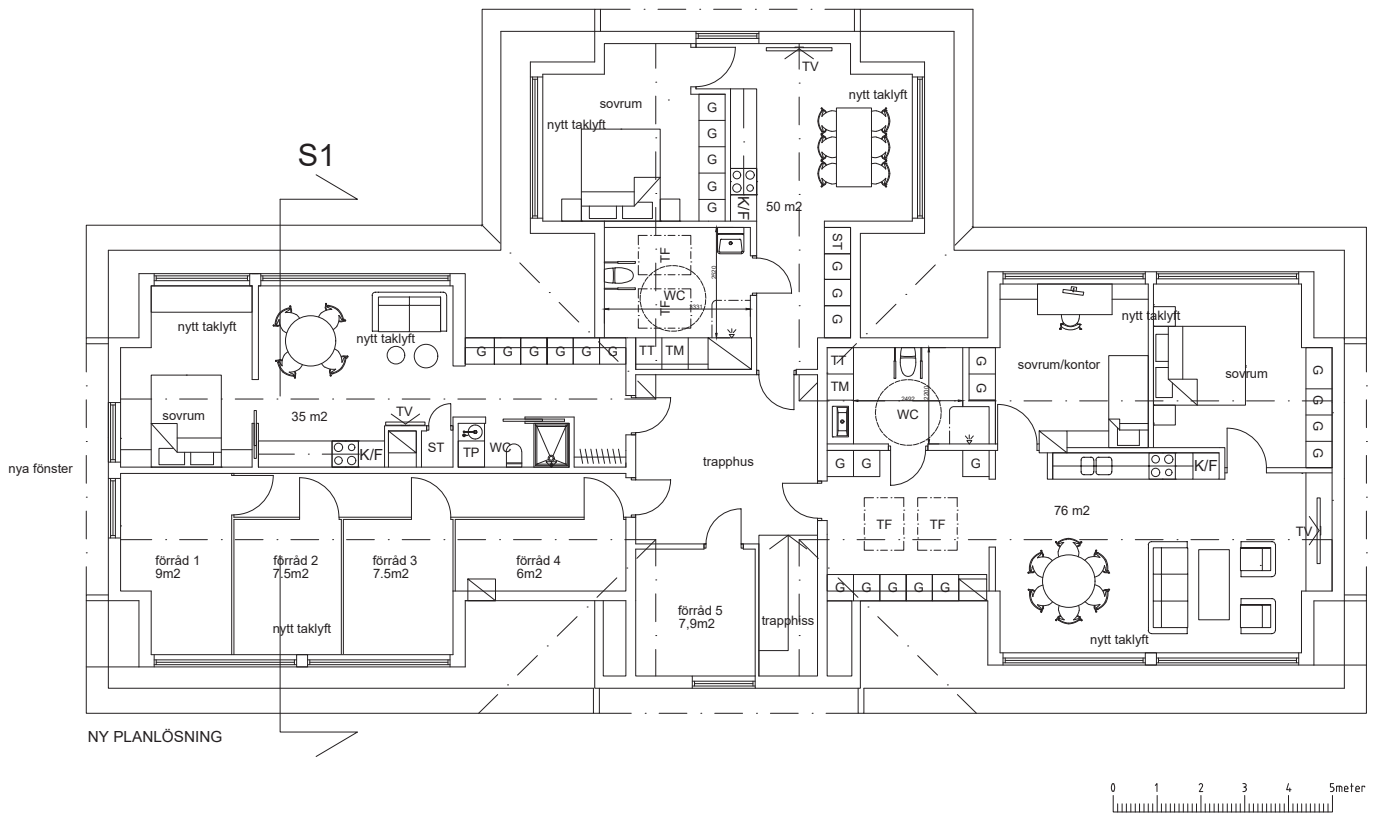 TV
nytt taklyft
sovrum
G
nytt taklyft
G
G
G
G
K/F
50 m2
S1
ST
G
G
G
TF
TF
WC
2520
TT
TM
nytt taklyft
nytt taklyft
G
G
G
G
G
G
sovrum
35 m2
TV
K/F
ST
TP
WC
nya fönster
trapphus
nytt taklyft
sovrum/kontor
sovrum
G
G
G
G
TT
TM
WC
2492
2200
G
G
G
G
G
K/F
76 m2
TF
TF
TV
G
G
G
G
G
nytt taklyft
förråd 1
9m2
förråd 2
7.5m2
förråd 3
7.5m2
förråd 4
6m2
nytt taklyft
förråd 5
7,9m2
trapphiss
NY PLANLÖSNING
0 1 2 3 4 5meter